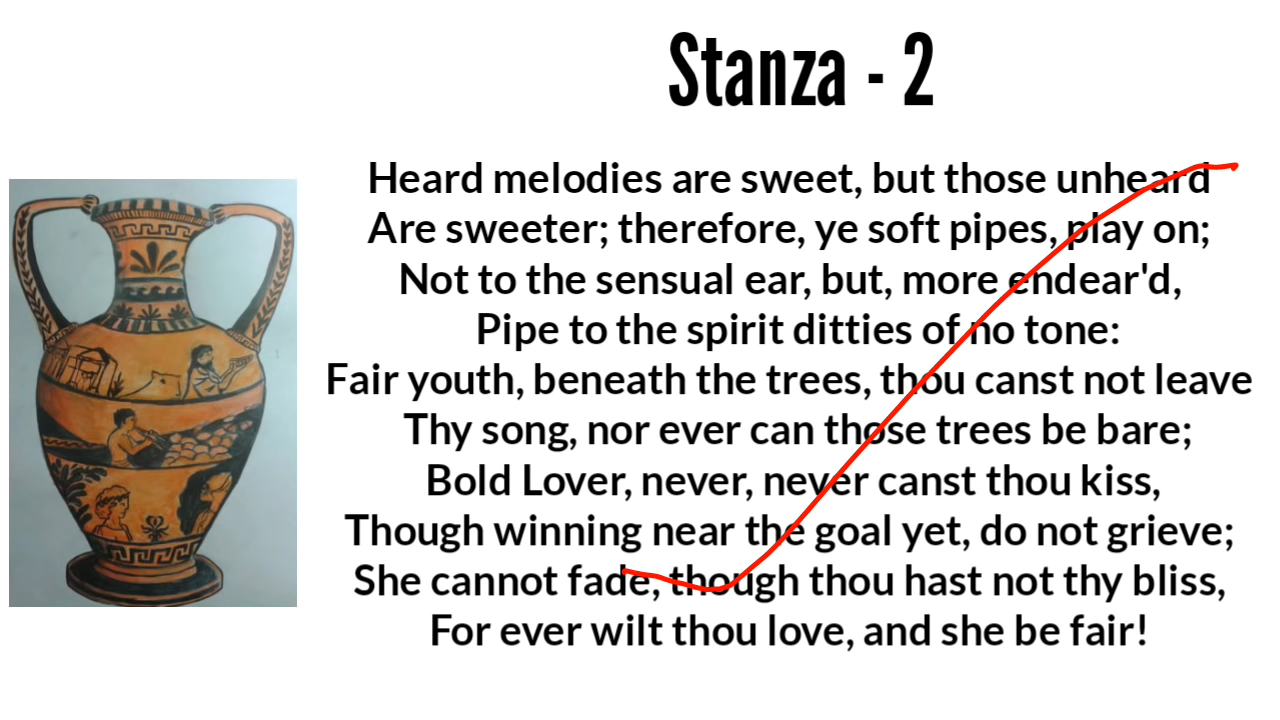 Stanza - 2
Heard melodies are sweet, but those unheard
Are sweeter; therefore, ye soft pipes, play on;
Not to the sensual ear, but, more endear'd,
Pipe to the spirit ditties of no tone:
Fair youth, beneath the trees, thou canst not leave
Thy song, nor ever can those trees be bare;
Bold Lover, never, never canst thou kiss,
Though winning near the goal yet, do not grieve;
She cannot fade, though thou hast not thy bliss,
For ever wilt thou love, and she be fair!